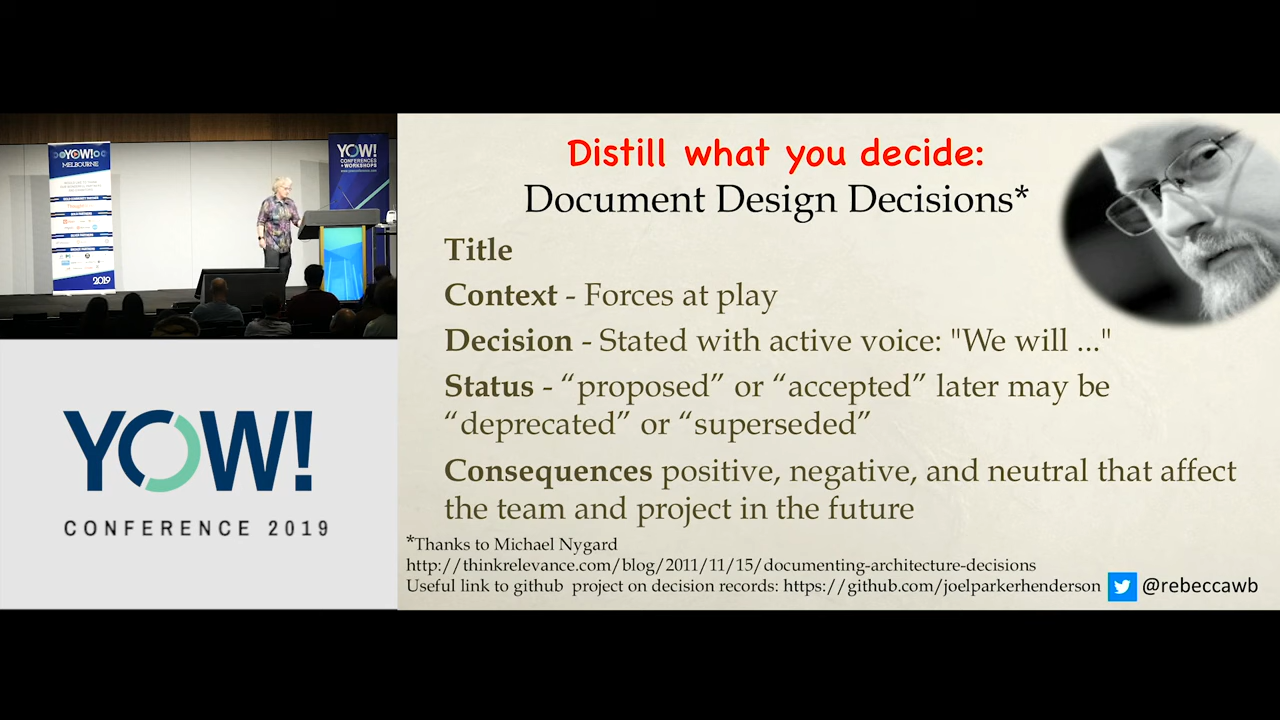 YOW!
MELBOURNE
2019
YOW!
CONFERENCES
+WORKSHOPS
YOW!
CONFERENCE 2019
Distill what you decide:
Document Design Decisions*
Title
Context - Forces at play
Decision - Stated with active voice: "We will ..."
Status - “proposed” or “accepted” later may be
“deprecated” or “superseded”
Consequences positive, negative, and neutral that affect
the team and project in the future
*Thanks to Michael Nygard
http://thinkrelevance.com/blog/2011/11/15/documenting-architecture-decisions
Useful link to github project on decision records: https://github.com/joelparkerhenderson
@rebeccawb